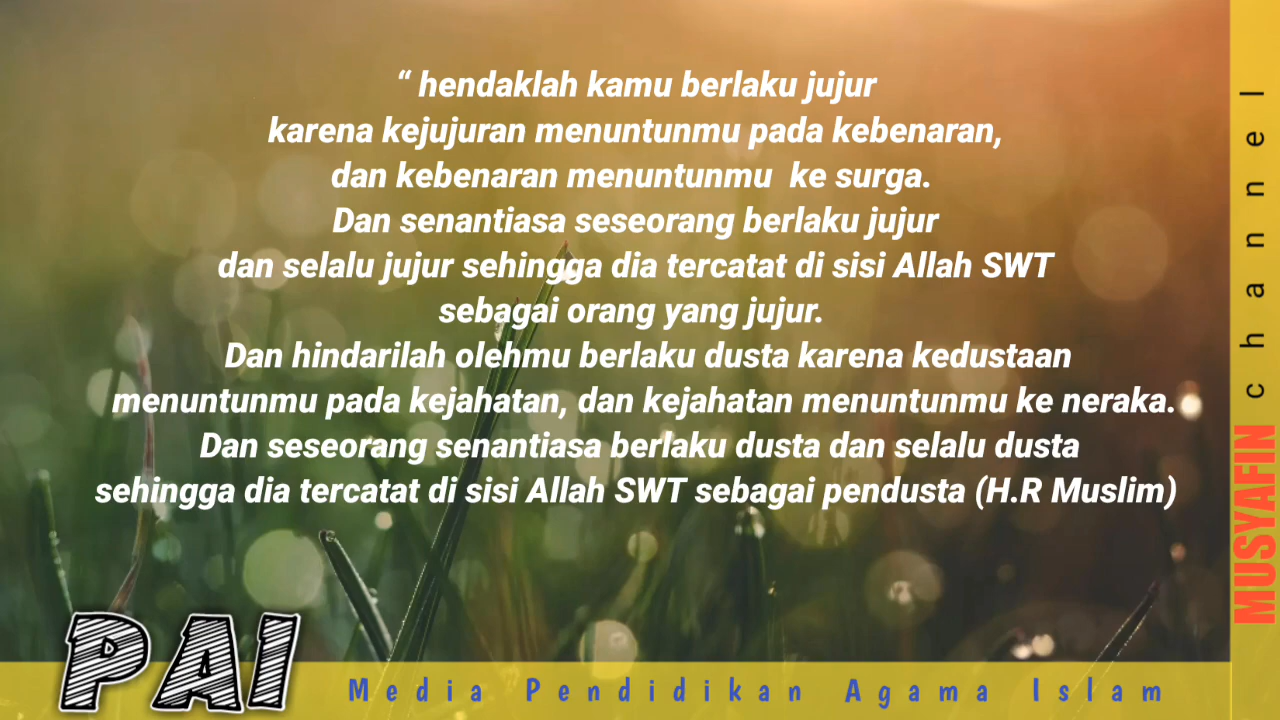 “ hendaklah kamu berlaku jujur
karena kejujuran menuntunmu pada kebenaran,
dan kebenaran menuntunmu  ke surga.
Dan senantiasa seseorang berlaku jujur
dan selalu jujur sehingga dia tercatat di sisi Allah SWT
sebagai orang yang jujur.
Dan hindarilah olehmu berlaku dusta karena kedustaan
menuntunmu pada kejahatan, dan kejahatan menuntunmu ke neraka.
Dan seseorang senantiasa berlaku dusta dan selalu dusta
sehingga dia tercatat di sisi Allah SWT sebagai pendusta (H.R Muslim)
PAI
Media Pendidikan Agama Islam
MUSYAFIN channel